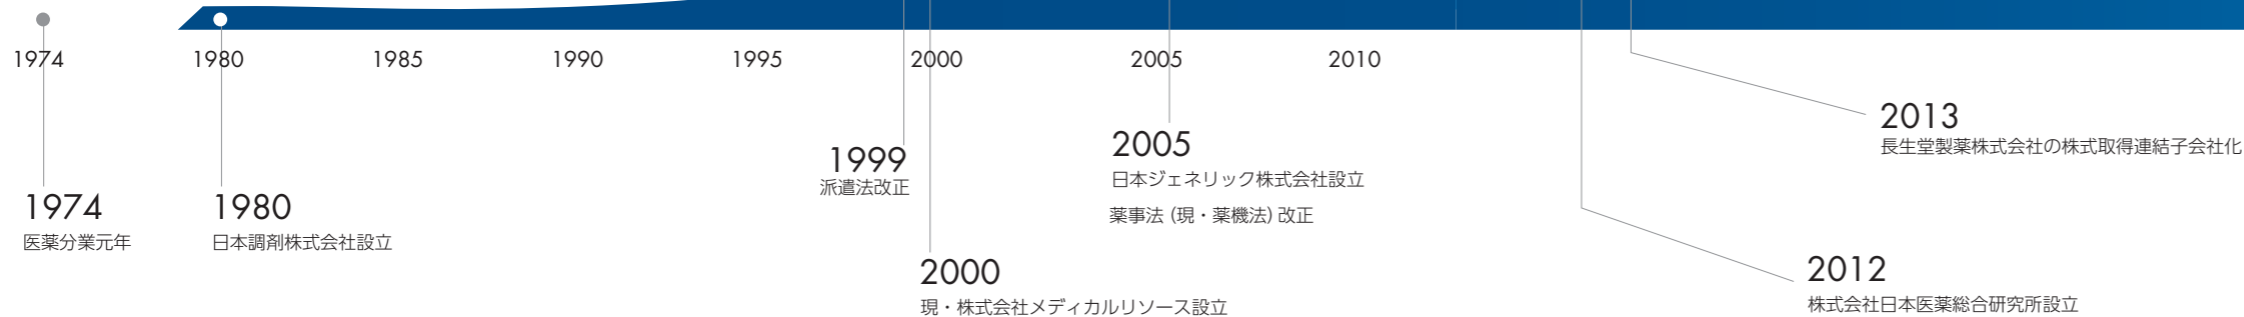 1974
1980
1985
1990
1995
2000
2005
2010
1974
医薬分業元年
1980
日本調剤株式会社設立
1999
派遣法改正
2000
現・株式会社メディカルリソース設立
2005
日本ジェネリック株式会社設立
薬事法（現・薬機法）改正
2012
株式会社日本医薬総合研究所設立
2013
長生堂製薬株式会社の株式取得連結子会社化